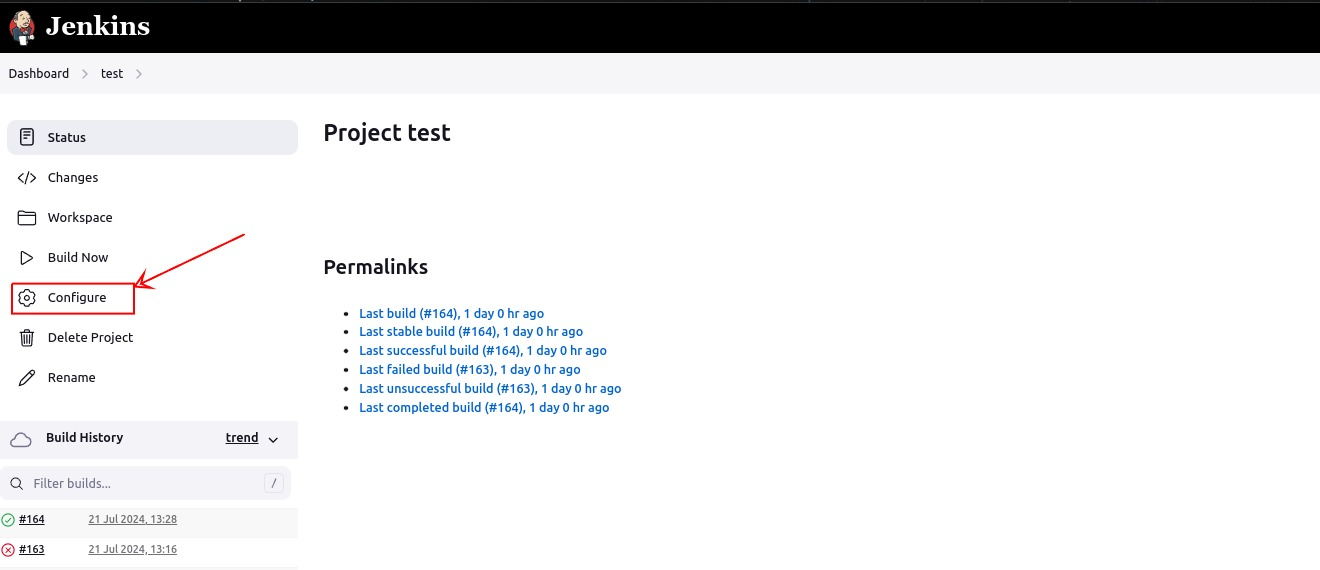 Jenkins
Dashboard > test >
Status
Changes
Workspace
Build Now
Configure
Delete Project
Rename
Build History trend
Filter builds... /
#164 21 Jul 2024, 13:28
#163 21 Jul 2024, 13:16
Project test
Permalinks
• Last build (#164), 1 day 0 hr ago
• Last stable build (#164), 1 day 0 hr ago
• Last successful build (#164), 1 day 0 hr ago
• Last failed build (#163), 1 day 0 hr ago
• Last unsuccessful build (#163), 1 day 0 hr ago
• Last completed build (#164), 1 day 0 hr ago